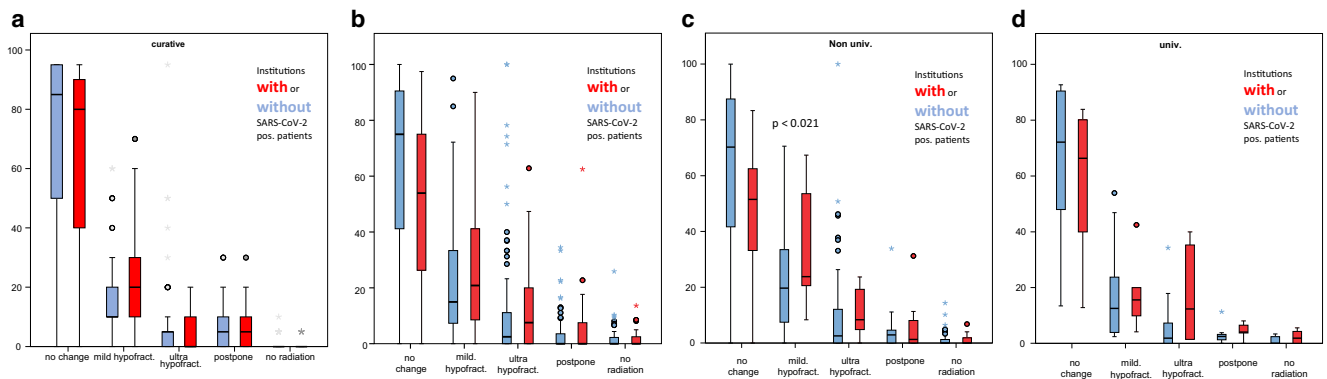 a
curative
100
80
60
40
20
0
Institutions
with or
without
SARS-CoV-2
pos. patients
no change
mild hypofract.
ultra
hypofract.
postpone
no radiation
b
100
80
60
40
20
0
Institutions
with or
without
SARS-CoV-2
pos. patients
no
change
mild.
hypofract.
ultra
hypofract.
postpone
no
radiation
c
Non univ.
100
80
60
40
20
0
p < 0.021
Institutions
with or
without
SARS-CoV-2
pos. patients
no
change
mild.
hypofract.
ultra
hypofract.
postpone
no
radiation
d
univ.
100
80
60
40
20
0
Institutions
with or
without
SARS-CoV-2
pos. patients
no
change
mild.
hypofract.
ultra
hypofract.
postpone
no
radiation